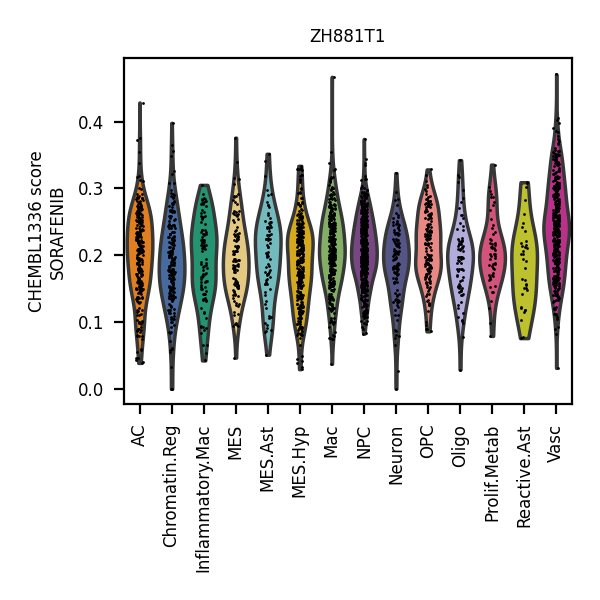 ZH881T1
CHEMBL1336 score
SORAFENIB
0.4
0.3
0.2
0.1
0.0
AC
Chromatin.Reg
Inflammatory.Mac
MES
MES.Ast
MES.Hyp
Mac
NPC
Neuron
OPC
Oligo
Prolif.Metab
Reactive.Ast
Vasc